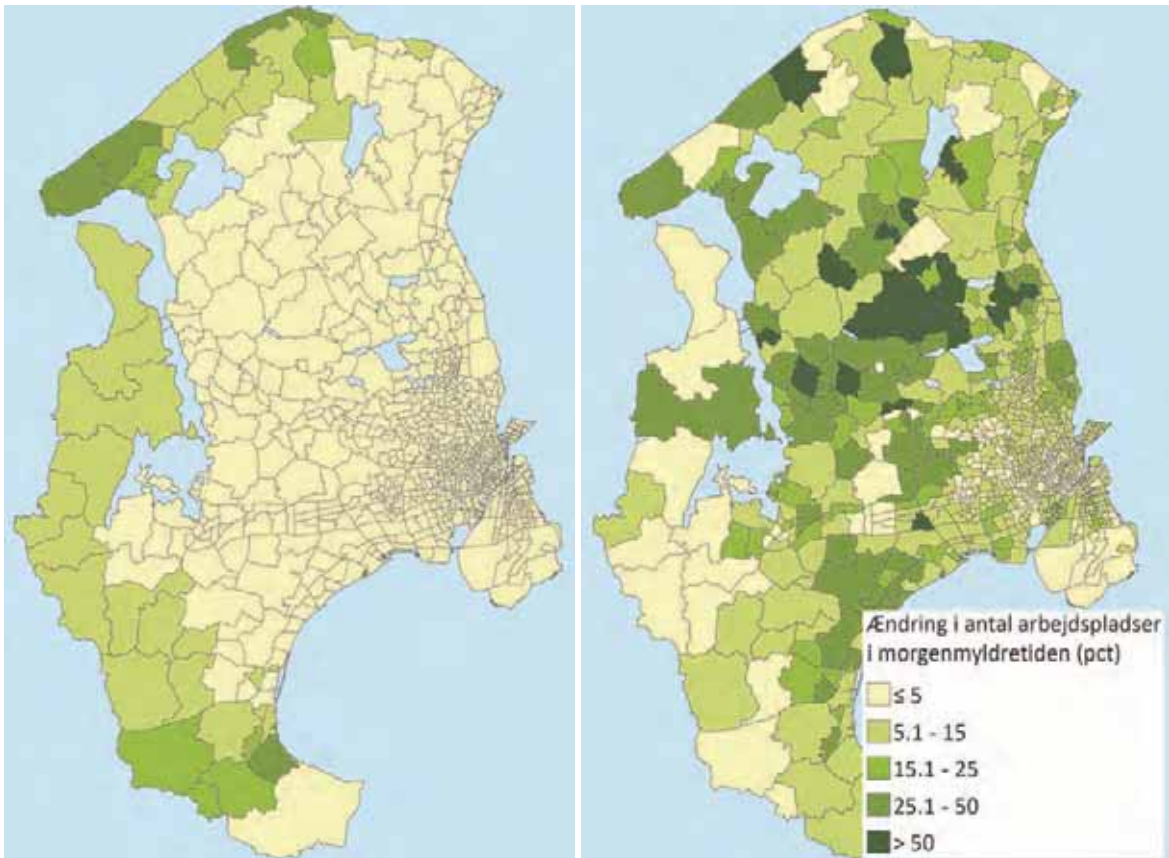 Ændring i antal arbejdspladser
i morgenmyldretiden (pct)
≤ 5
5.1 - 15
15.1 - 25
25.1 - 50
> 50